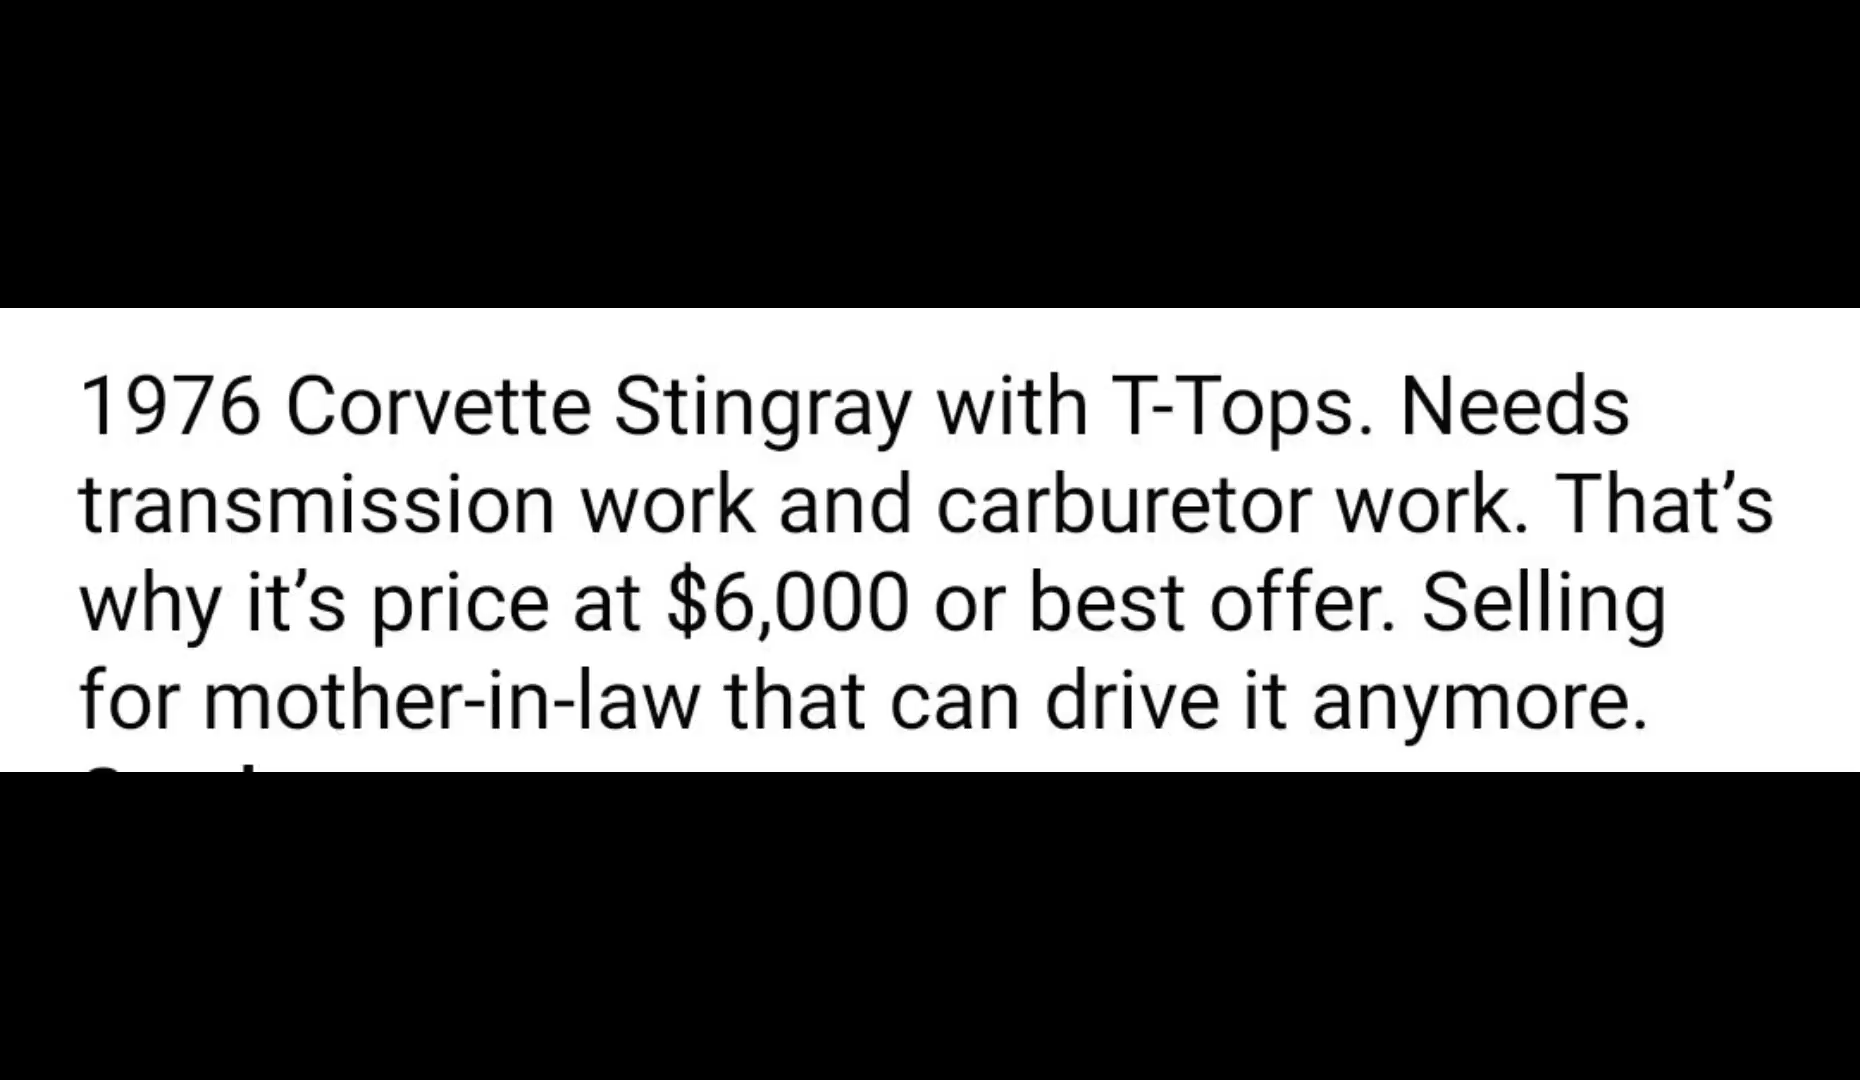 1976 Corvette Stingray with T-Tops. Needs
transmission work and carburetor work. That’s
why it’s price at $6,000 or best offer. Selling
for mother-in-law that can drive it anymore.